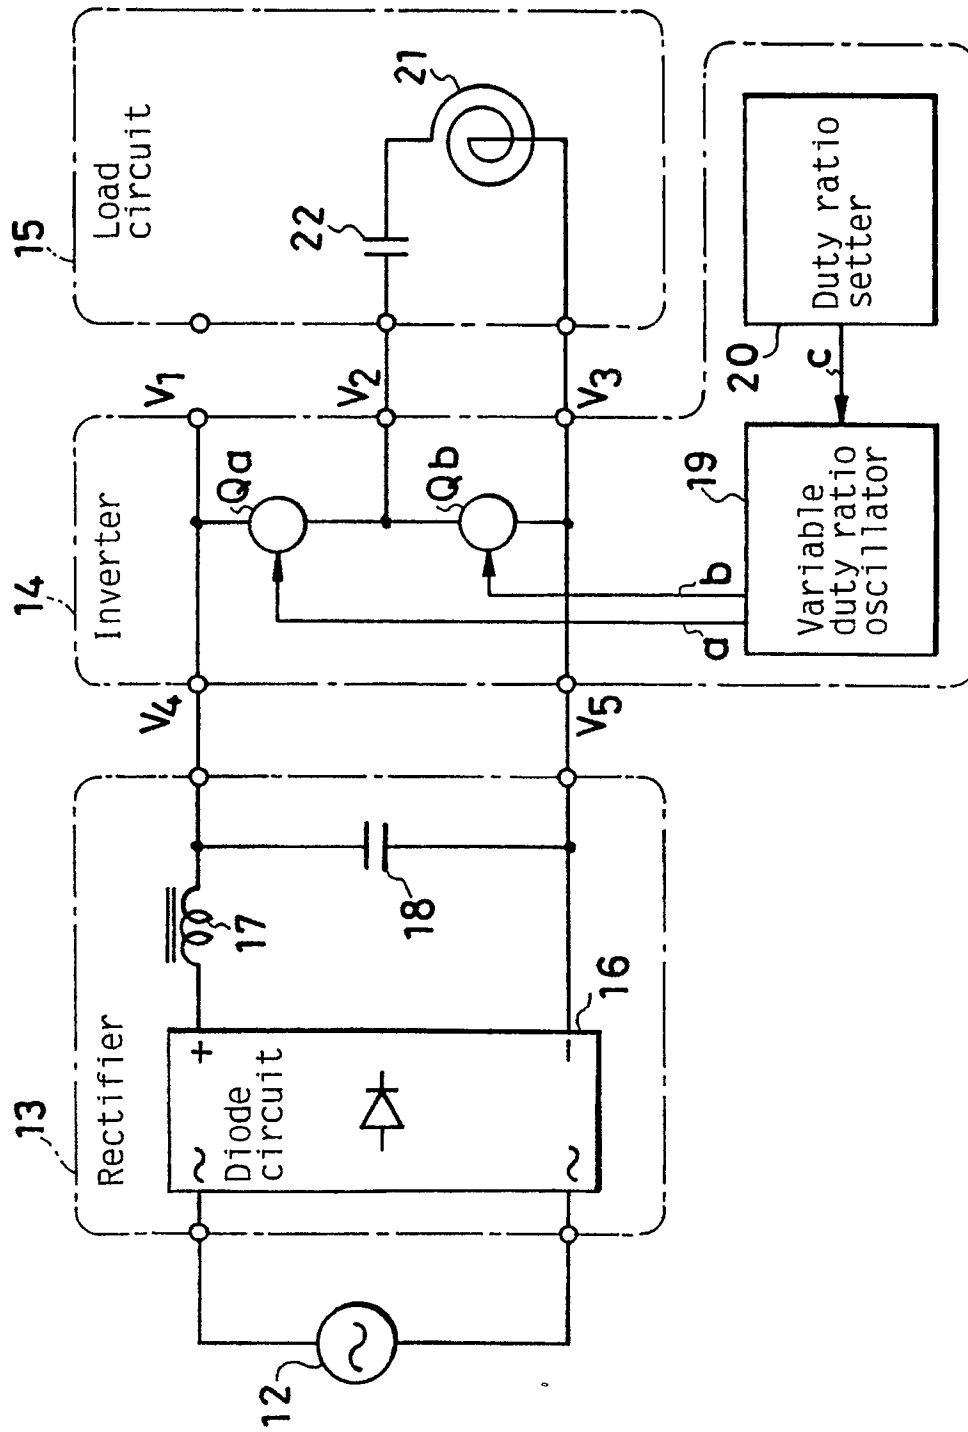 12
13
Rectifier
Diode
circuit
~
~
+
−
16
17
18
V4
V5
14
Inverter
Qa
Qb
V1
V2
V3
a
b
Variable
duty ratio
oscillator
19
c
20
Duty ratio
setter
15
Load
circuit
22
21